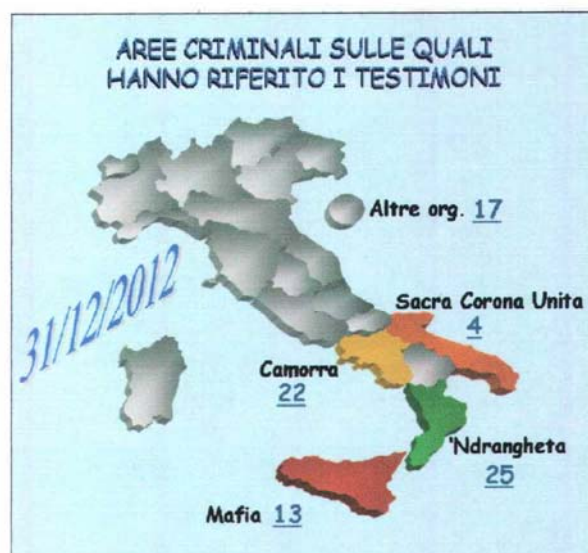 AREE CRIMINALI SULLE QUALI
HANNO RIFERITO I TESTIMONI
Altre org. 17
31/12/2012
Sacra Corona Unita
4
Camorra
22
'Ndrangheta
25
Mafia 13